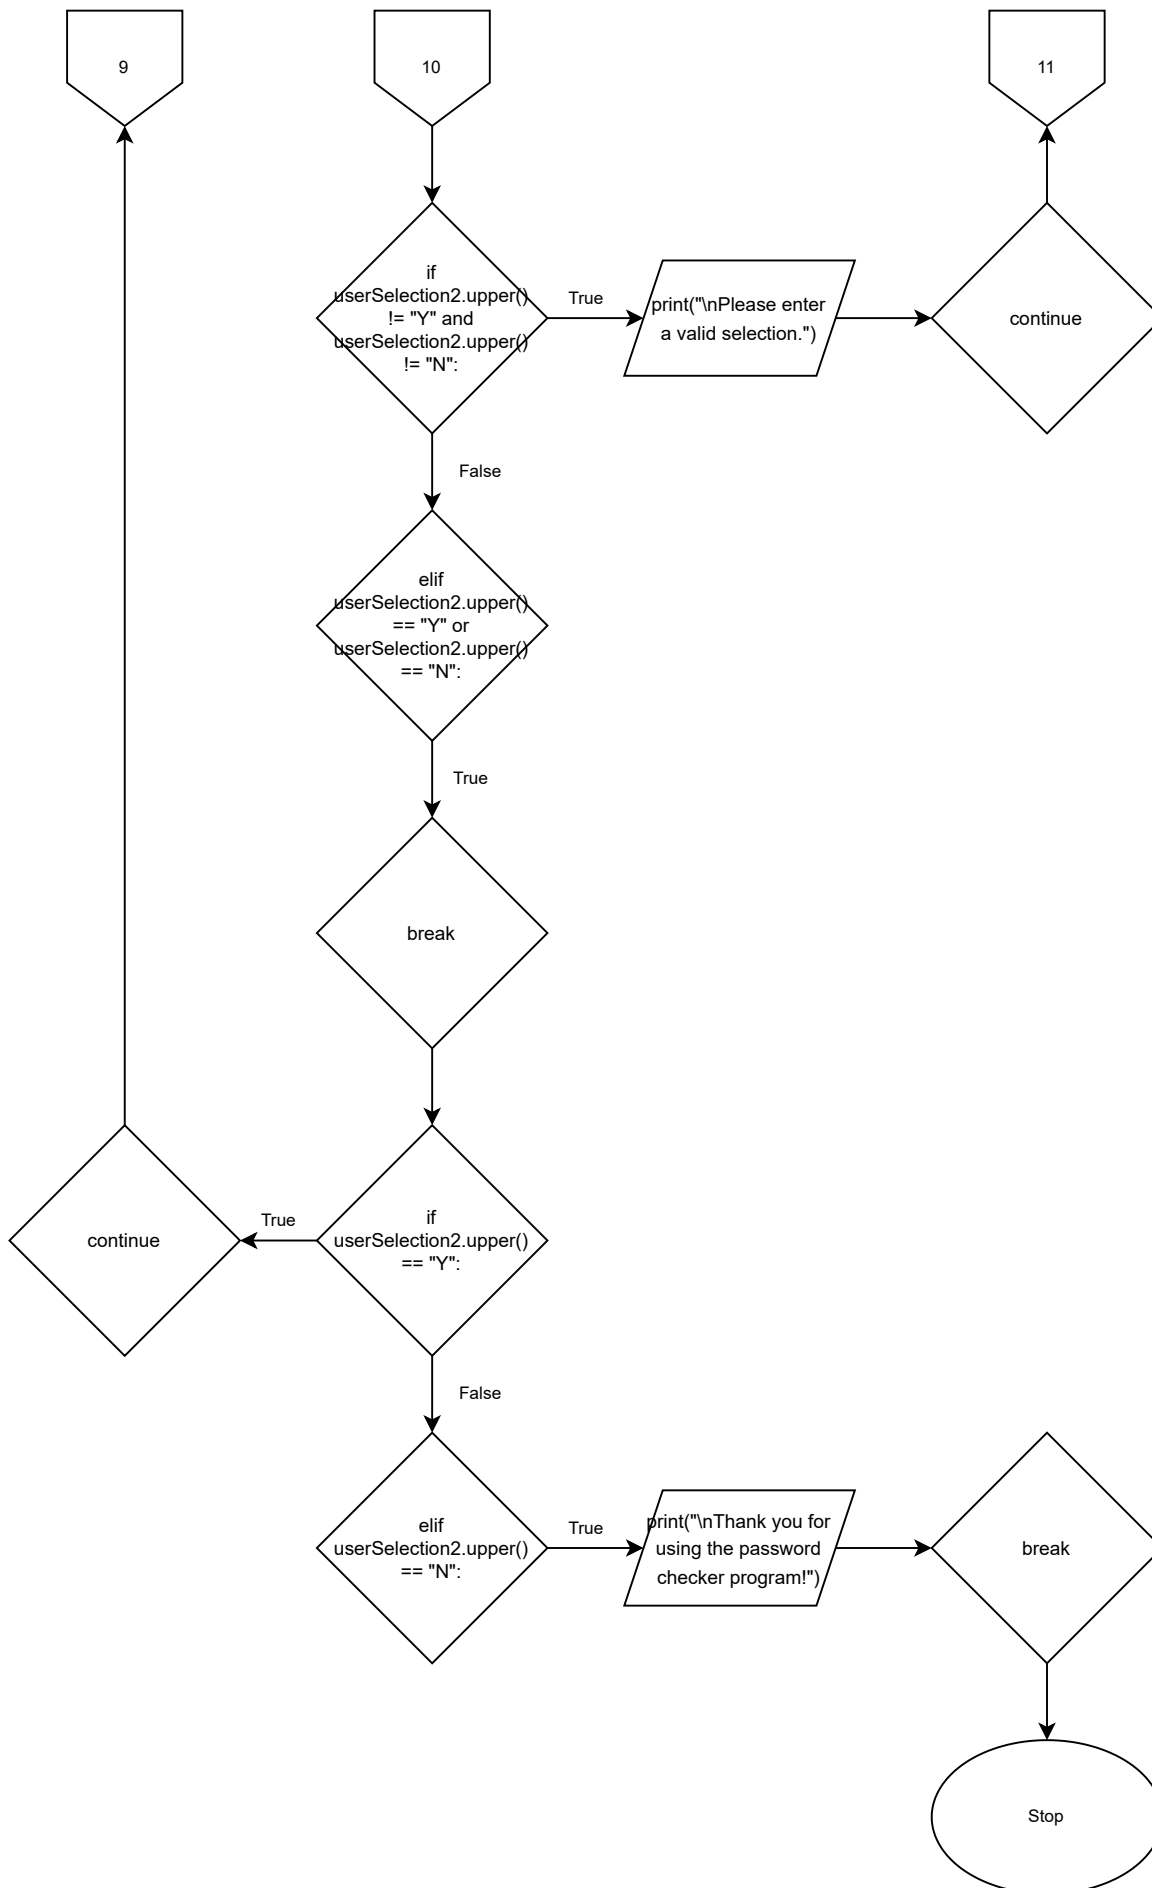 9
10
11
if
userSelection2.upper()
!= "Y" and
userSelection2.upper()
!= "N":
True
print("\nPlease enter
a valid selection.")
continue
False
elif
userSelection2.upper()
== "Y" or
userSelection2.upper()
== "N":
True
break
continue
True
if
userSelection2.upper()
== "Y":
False
elif
userSelection2.upper()
== "N":
True
print("\nThank you for
using the password
checker program!")
break
Stop